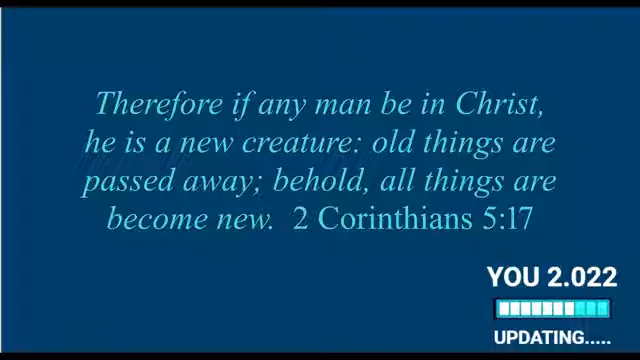 Therefore if any man be in Christ,
he is a new creature: old things are
passed away; behold, all things are
become new. 2 Corinthians 5:17
YOU 2.022
UPDATING.....